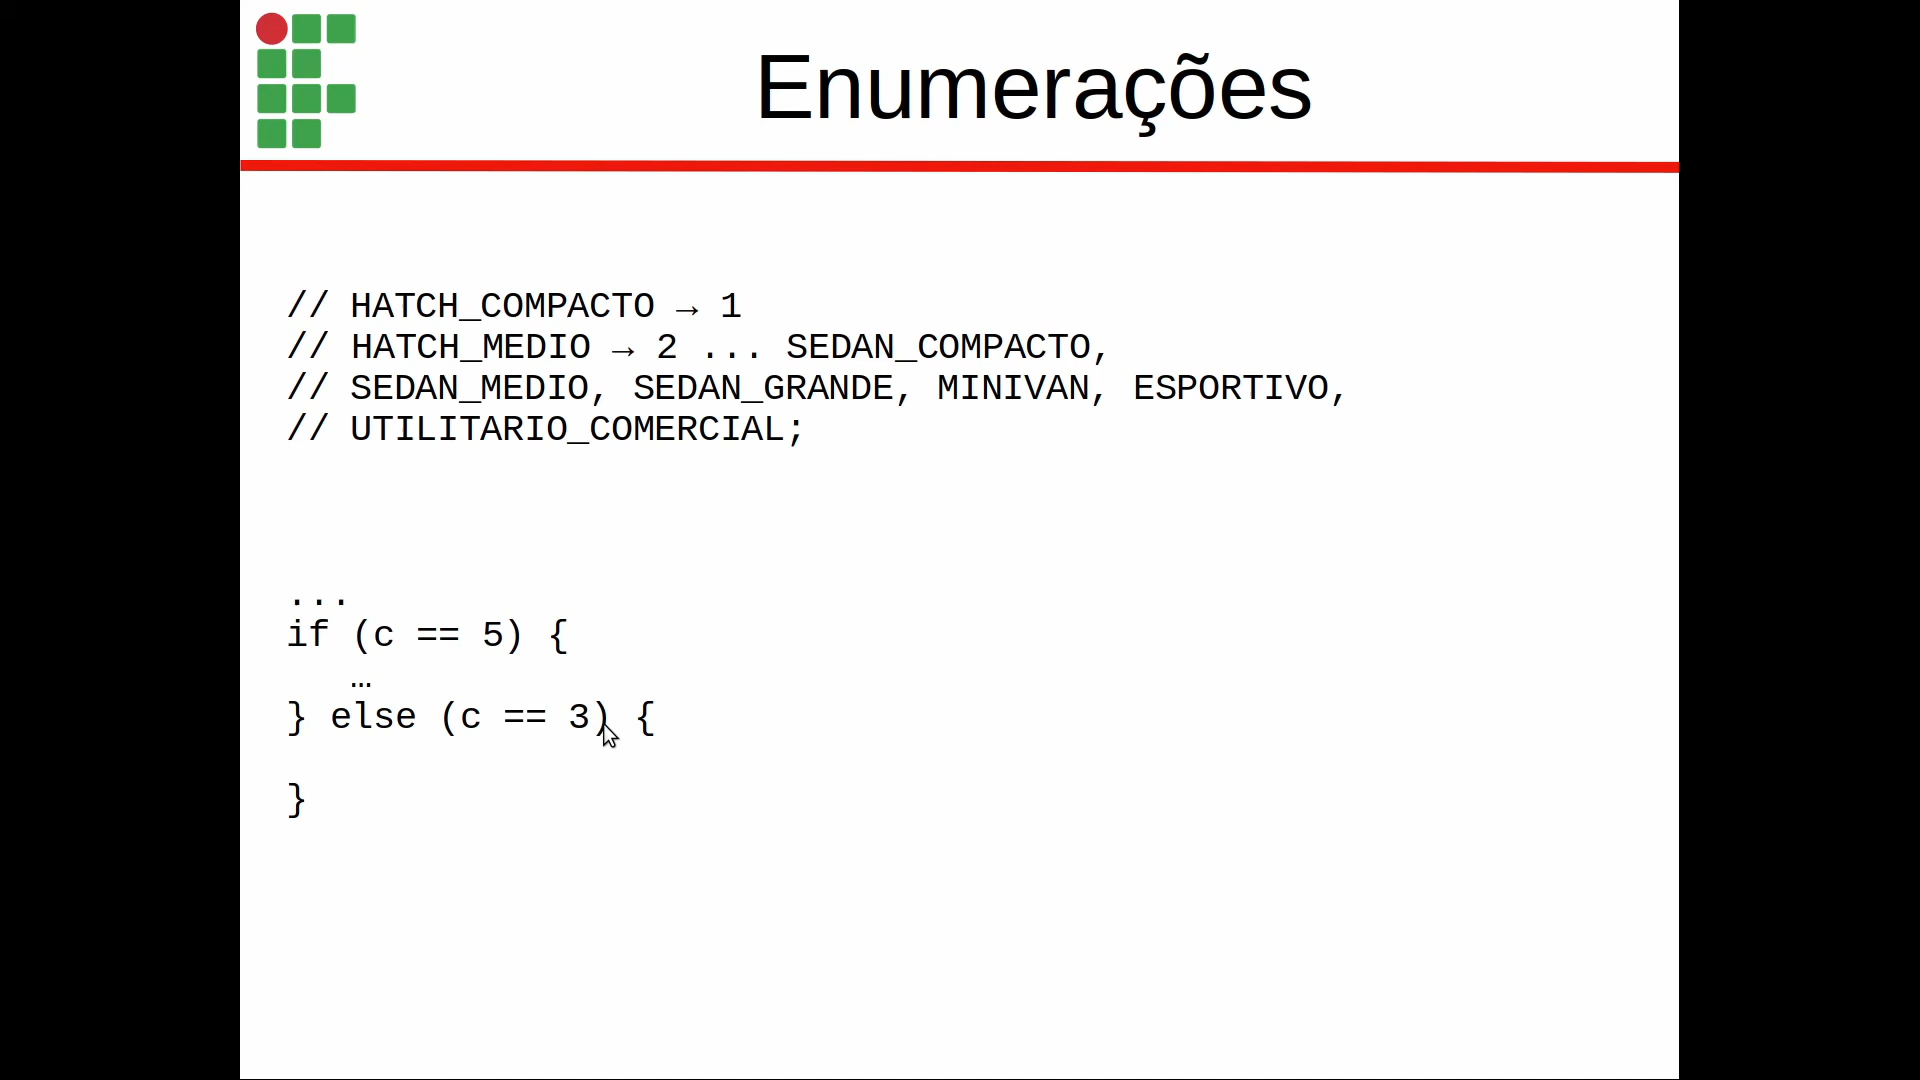 Enumerações
// HATCH_COMPACTO → 1
// HATCH_MEDIO → 2 ... SEDAN_COMPACTO,
// SEDAN_MEDIO, SEDAN_GRANDE, MINIVAN, ESPORTIVO,
// UTILITARIO_COMERCIAL;
...
if (c == 5) {
…
} else (c == 3) {
}